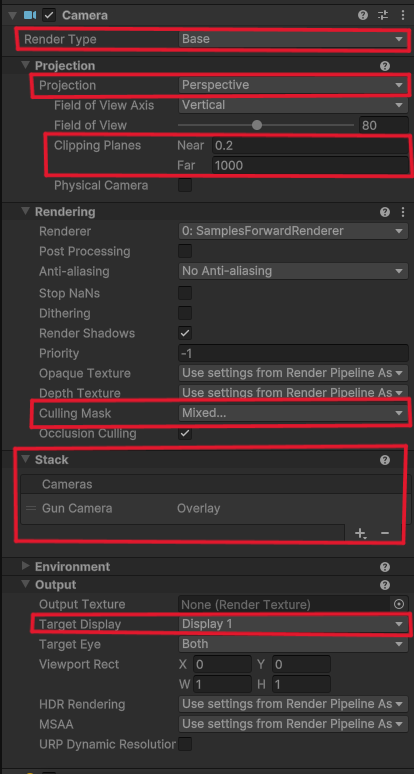 Camera
Render Type Base
Projection
Projection Perspective
Field of View Axis Vertical
Field of View 80
Clipping Planes Near 0.2
Far 1000
Physical Camera
Rendering
Renderer 0: SamplesForwardRenderer
Post Processing
Anti-aliasing No Anti-aliasing
Stop NaNs
Dithering
Render Shadows
Priority -1
Opaque Texture Use settings from Render Pipeline As
Depth Texture Use settings from Render Pipeline As
Culling Mask Mixed...
Occlusion Culling
Stack
Cameras
Gun Camera Overlay
Environment
Output
Output Texture None (Render Texture)
Target Display Display 1
Target Eye Both
Viewport Rect X 0 Y 0
W 1 H 1
HDR Rendering Use settings from Render Pipeline As
MSAA Use settings from Render Pipeline As
URP Dynamic Resolution